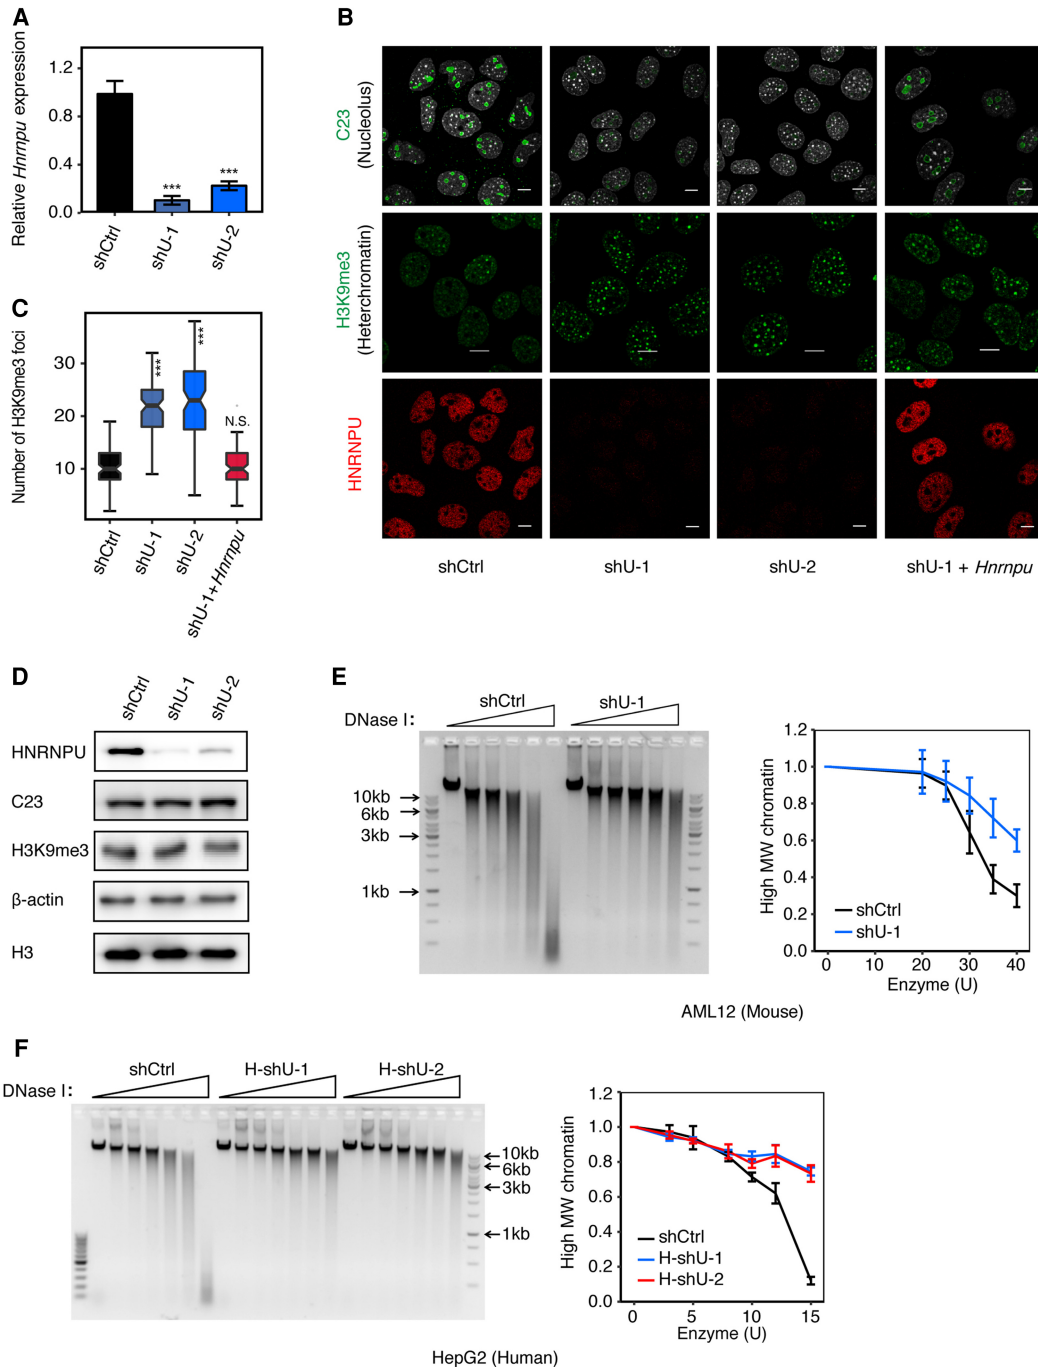 A
Relative Hnrnpu expression
1.2
0.8
0.4
0.0
***
***
shCtrl
shU-1
shU-2
B
C23
(Nucleolus)
H3K9me3
(Heterchromatin)
HNRNPU
shCtrl
shU-1
shU-2
shU-1 + Hnrnpu
C
Number of H3K9me3 foci
30
20
10
***
***
N.S.
shCtrl
shU-1
shU-2
shU-1+Hnrnpu
D
shCtrl
shU-1
shU-2
HNRNPU
C23
H3K9me3
β-actin
H3
E
shCtrl
shU-1
DNase I:
10kb
6kb
3kb
1kb
High MW chromatin
1.2
1.0
0.8
0.6
0.4
0.2
0.0
shCtrl
shU-1
0
10
20
30
40
Enzyme (U)
AML12 (Mouse)
F
shCtrl
H-shU-1
H-shU-2
DNase I:
10kb
6kb
3kb
1kb
High MW chromatin
1.2
1.0
0.8
0.6
0.4
0.2
0.0
shCtrl
H-shU-1
H-shU-2
0
5
10
15
Enzyme (U)
HepG2 (Human)